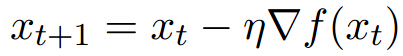 x_{t+1} = x_t − η∇f(x_t)